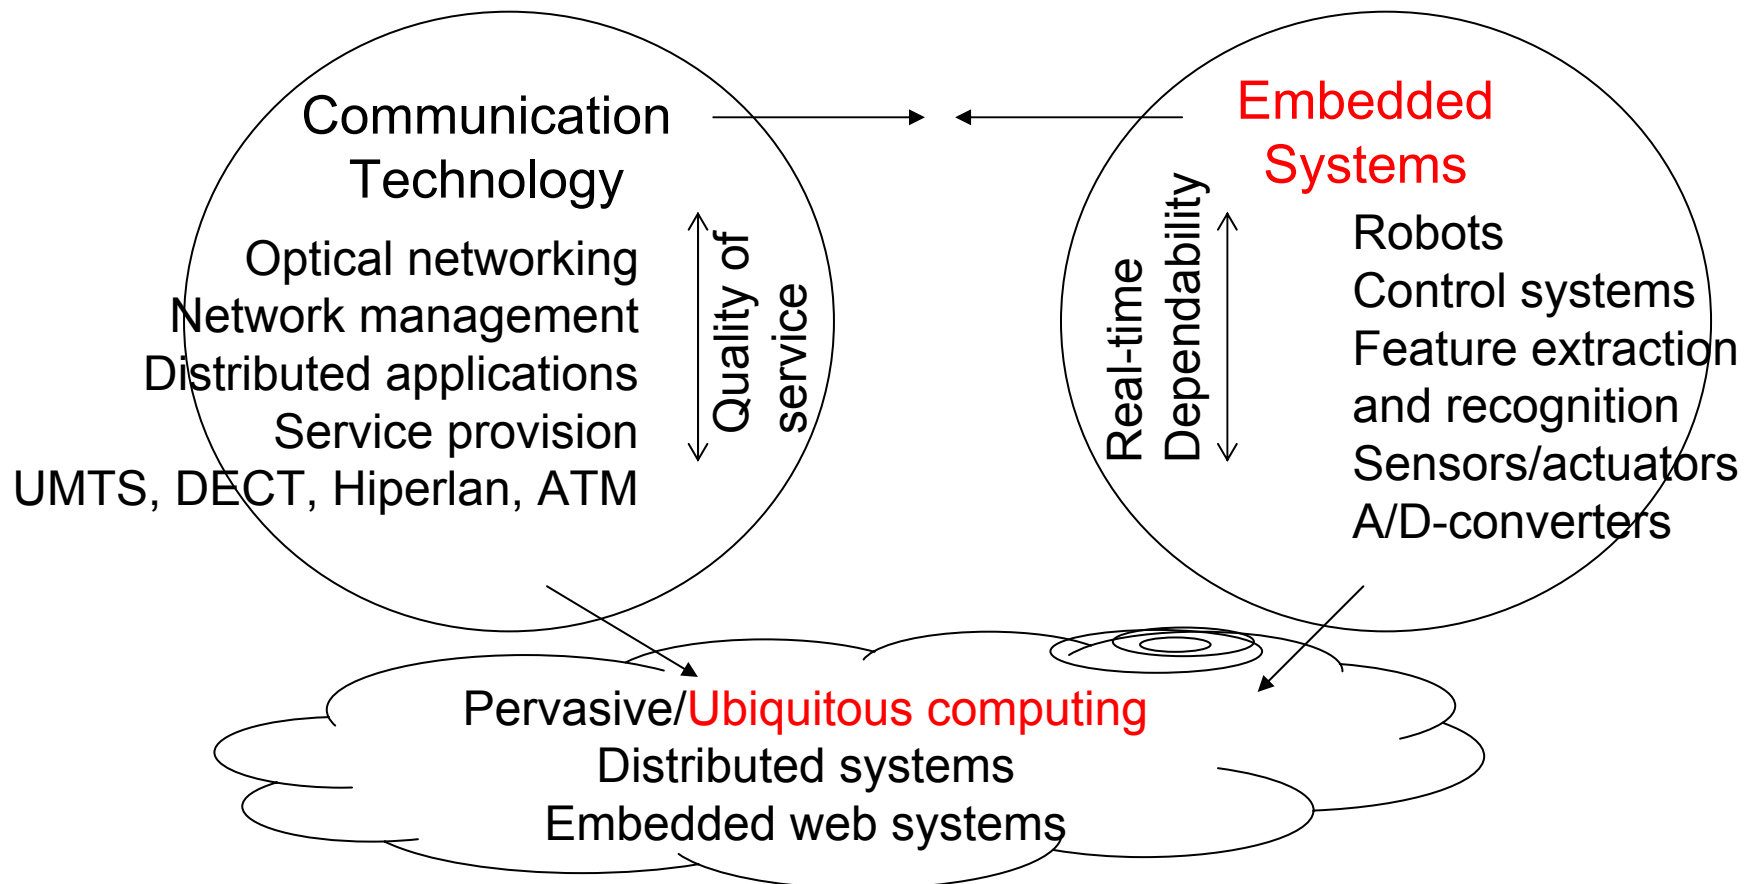 Communication
Technology
Optical networking
Network management
Distributed applications
Service provision
UMTS, DECT, Hiperlan, ATM
Quality of
service
Embedded
Systems
Real-time
Dependability
Robots
Control systems
Feature extraction
and recognition
Sensors/actuators
A/D-converters
Pervasive/Ubiquitous computing
Distributed systems
Embedded web systems